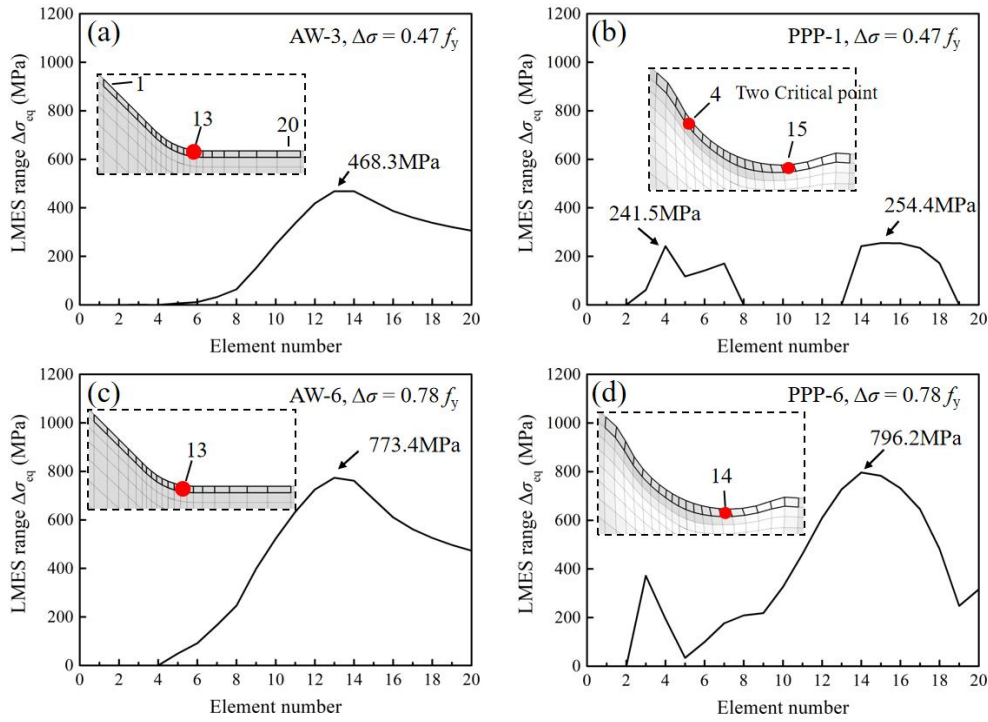 (a)
AW-3, Δσ = 0.47 fy
1
13
20
468.3MPa
LMES range Δσeq (MPa)
1200
1000
800
600
400
200
0
0 2 4 6 8 10 12 14 16 18 20
Element number
(b)
PPP-1, Δσ = 0.47 fy
4 Two Critical point
15
241.5MPa
254.4MPa
LMES range Δσeq (MPa)
1200
1000
800
600
400
200
0
0 2 4 6 8 10 12 14 16 18 20
Element number
(c)
AW-6, Δσ = 0.78 fy
13
773.4MPa
LMES range Δσeq (MPa)
1200
1000
800
600
400
200
0
0 2 4 6 8 10 12 14 16 18 20
Element number
(d)
PPP-6, Δσ = 0.78 fy
14
796.2MPa
LMES range Δσeq (MPa)
1200
1000
800
600
400
200
0
0 2 4 6 8 10 12 14 16 18 20
Element number